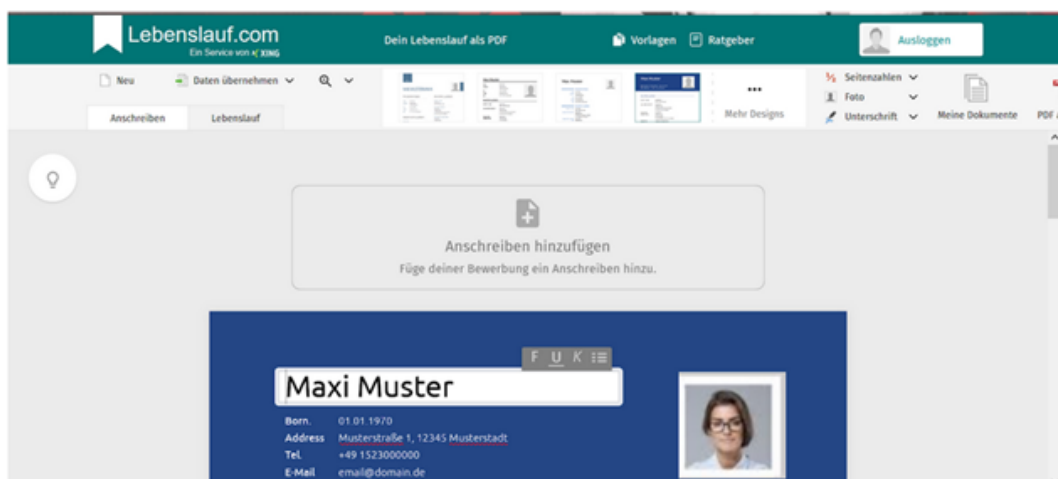 Lebenslauf.com
Ein Service von XING
Dein Lebenslauf als PDF
Vorlagen
Ratgeber
Ausloggen
Neu
Daten übernehmen
Mehr Designs
Seitenzahlen
Foto
Unterschrift
Meine Dokumente
PDF
Anschreiben
Lebenslauf
Anschreiben hinzufügen
Füge deiner Bewerbung ein Anschreiben hinzu.
F U K
Maxi Muster
Born. 01.01.1970
Address Musterstraße 1, 12345 Musterstadt
Tel. +49 1523000000
E-Mail email@domain.de